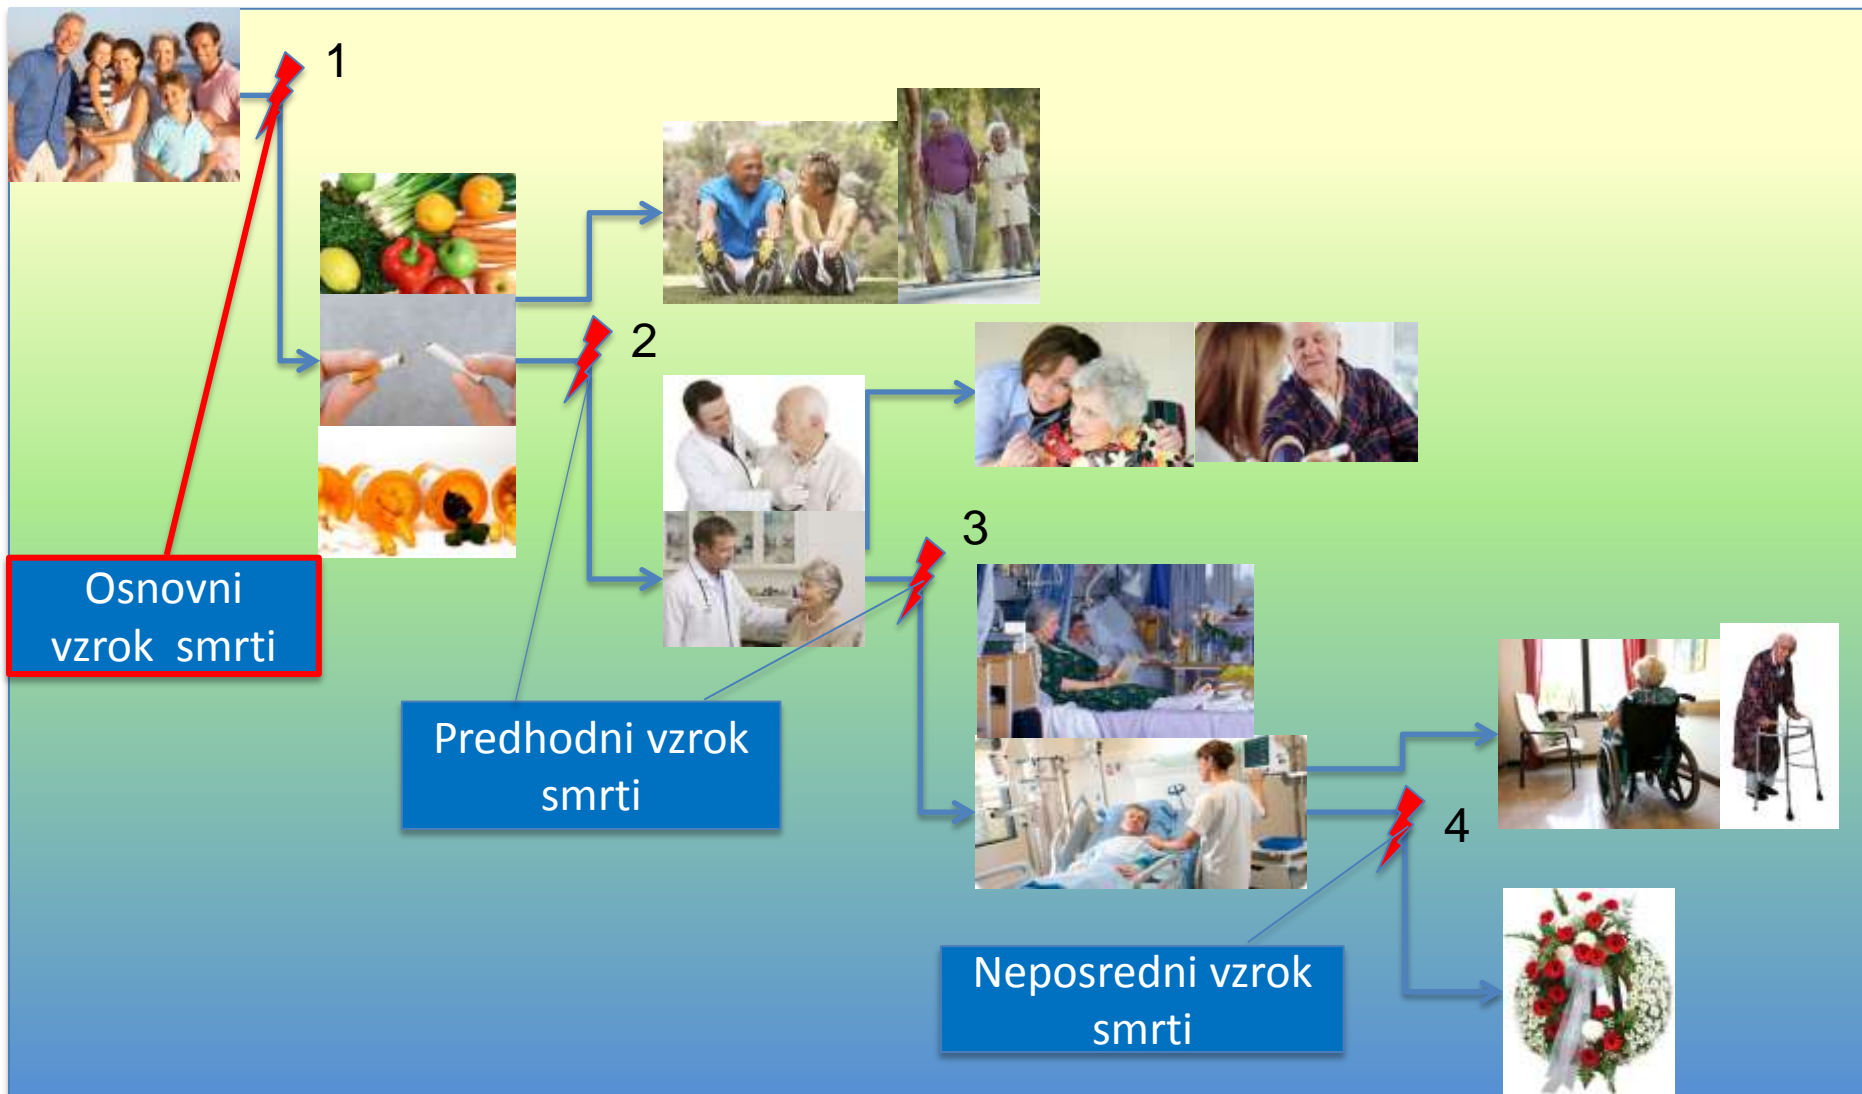 1
2
3
Osnovni
vzrok  smrti
Predhodni vzrok
smrti
4
Neposredni vzrok
smrti